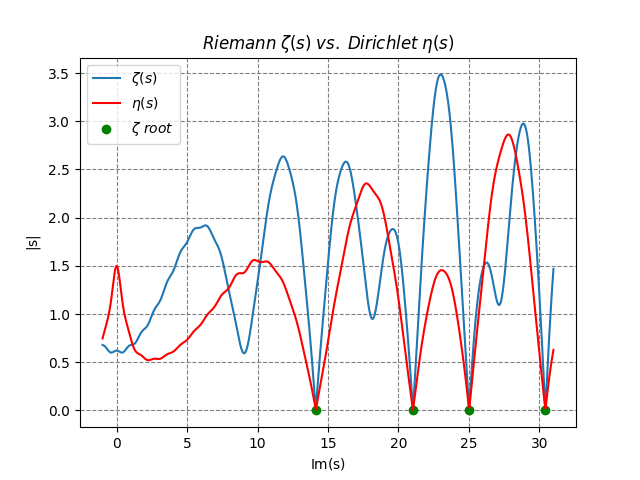 Riemann ζ(s) vs. Dirichlet η(s)
ζ(s)
η(s)
ζ root
|s|
3.5
3.0
2.5
2.0
1.5
1.0
0.5
0.0
0 5 10 15 20 25 30
Im(s)